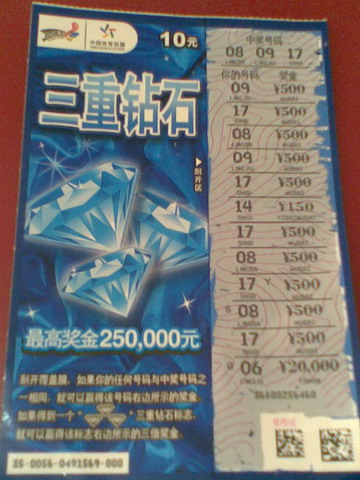 中国体育彩票
10元
三重钻石
刮开区
最高奖金250,000元
刮开覆盖膜，如果你的任何号码与中奖号码之
一相同，就可以赢得该号码右边所示的奖金。
如果得到一个“ ”三重钻石标志，
就可以赢得该标志右边所示的三倍奖金。
35-0056-0491569-000
中奖号码
08 09 17
你的号码 奖金
09 ¥500
17 ¥500
08 ¥500
09 ¥500
17 ¥500
14 ¥150
17 ¥500
08 ¥500
17 Y ¥500
S 08 ¥500
17 ¥500
Q 06 ¥20,000